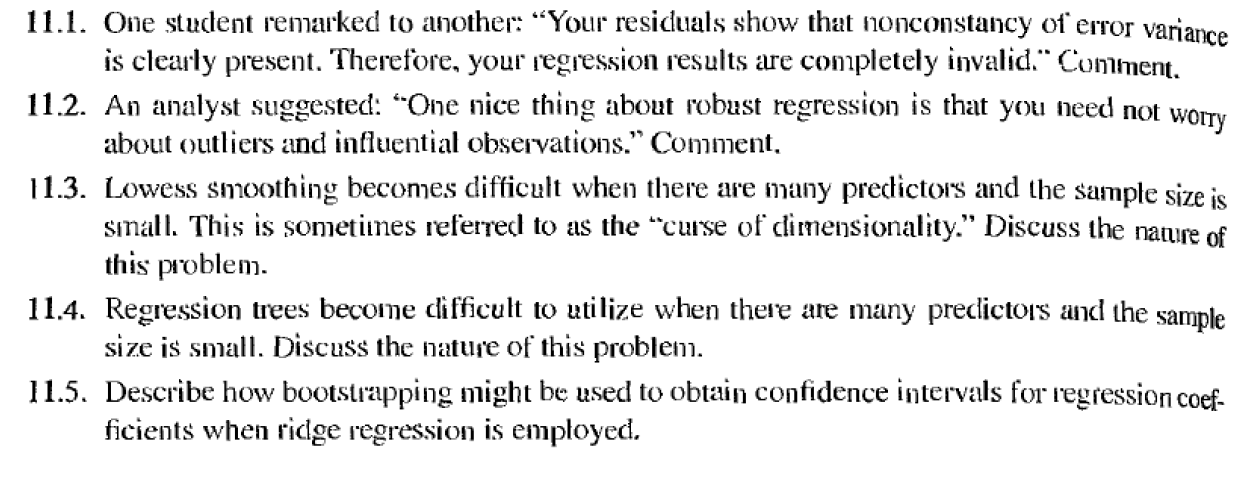 11.1. One student remarked to another: “Your residuals show that nonconstancy of error variance
is clearly present. Therefore, your regression results are completely invalid.” Comment.
11.2. An analyst suggested: “One nice thing about robust regression is that you need not worry
about outliers and influential observations.” Comment.
11.3. Lowess smoothing becomes difficult when there are many predictors and the sample size is
small. This is sometimes referred to as the “curse of dimensionality.” Discuss the nature of
this problem.
11.4. Regression trees become difficult to utilize when there are many predictors and the sample
size is small. Discuss the nature of this problem.
11.5. Describe how bootstrapping might be used to obtain confidence intervals for regression coef-
ficients when ridge regression is employed.